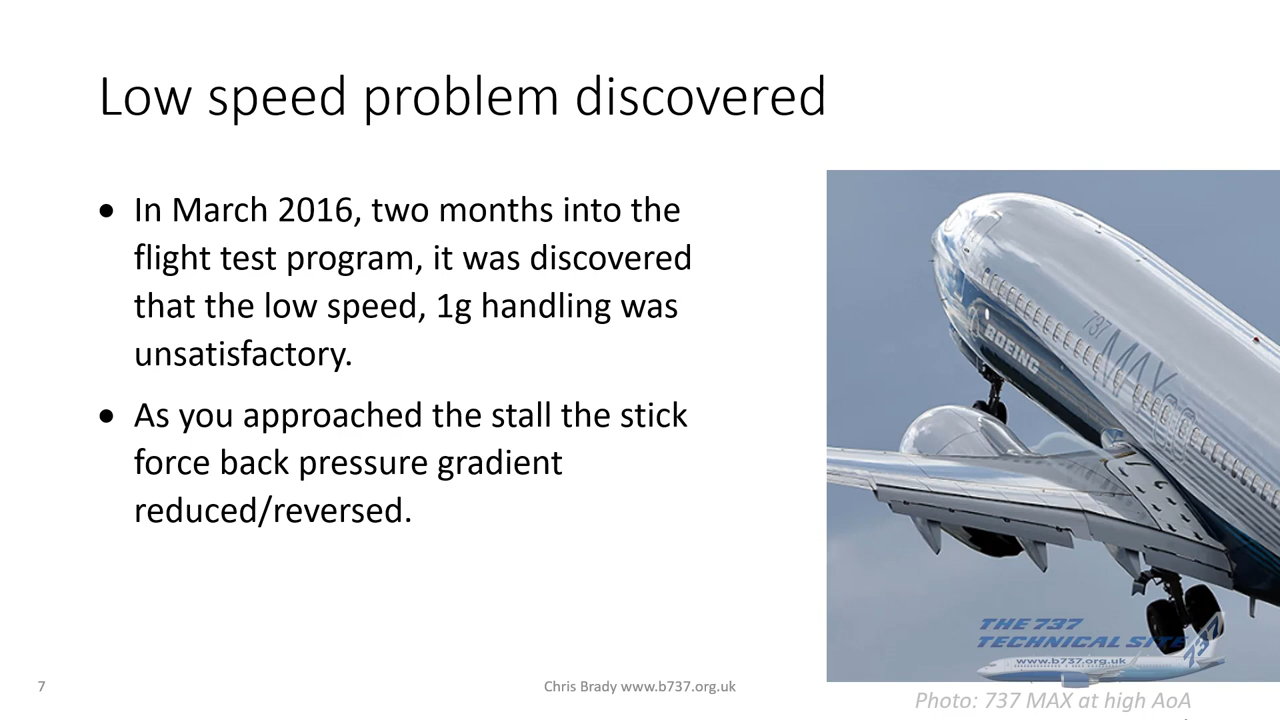 Low speed problem discovered
• In March 2016, two months into the
flight test program, it was discovered
that the low speed, 1g handling was
unsatisfactory.
• As you approached the stall the stick
force back pressure gradient
reduced/reversed.
737
MAX
BOEING
THE 737
TECHNICAL SITE
737
www.b737.org.uk
7
Chris Brady www.b737.org.uk
Photo: 737 MAX at high AoA